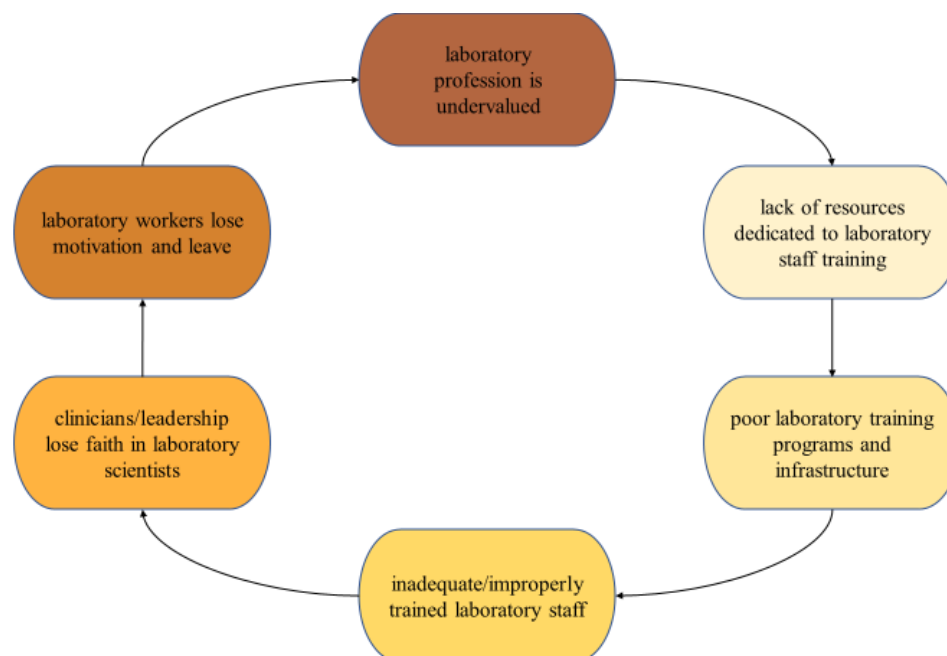 laboratory
profession is
undervalued
lack of resources
dedicated to laboratory
staff training
poor laboratory training
programs and
infrastructure
inadequate/improperly
trained laboratory staff
clinicians/leadership
lose faith in laboratory
scientists
laboratory workers lose
motivation and leave